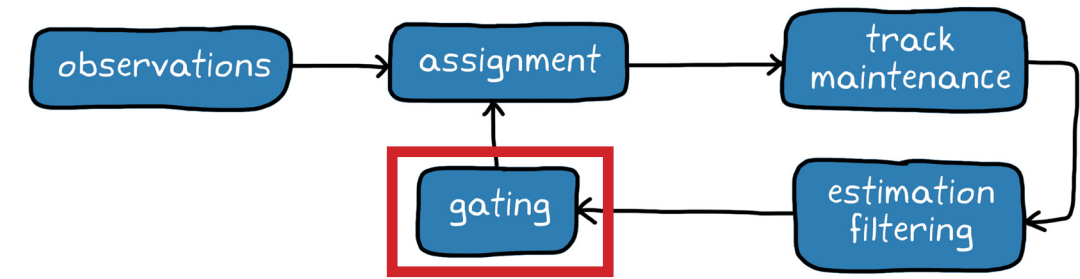 observations
assignment
track
maintenance
gating
estimation
filtering